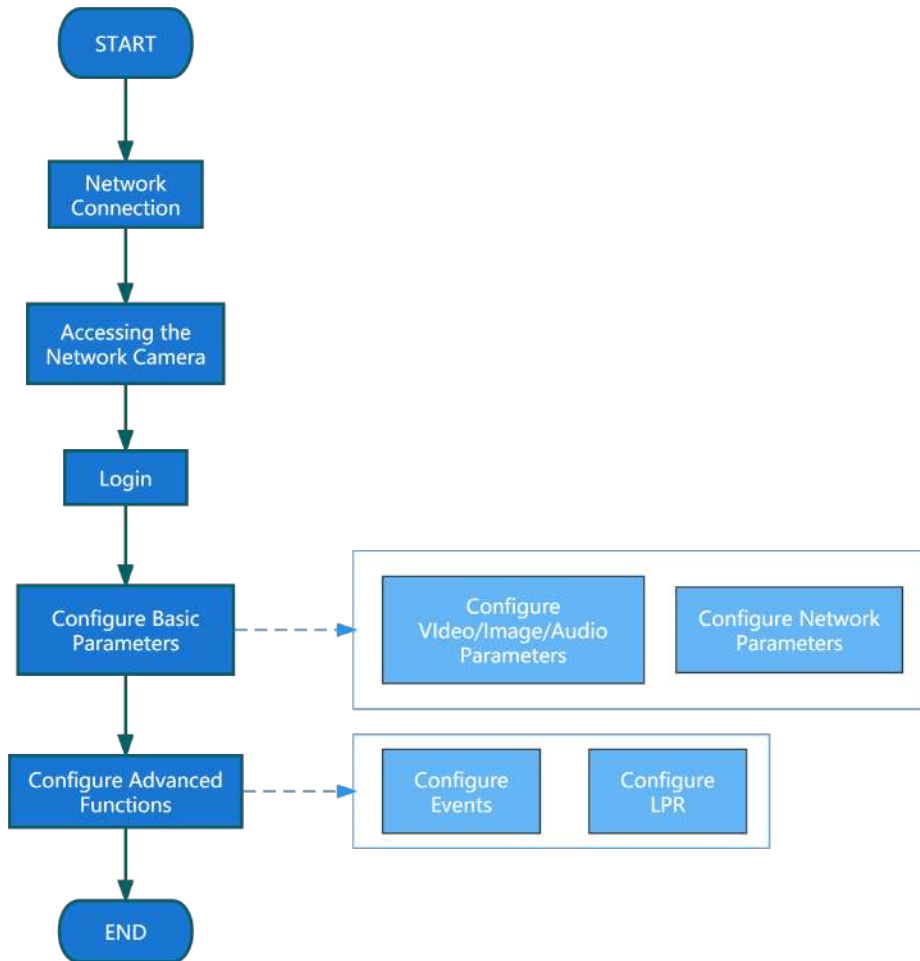 START
Network
Connection
Accessing the
Network Camera
Login
Configure Basic
Parameters
Configure
VIdeo/Image/Audio
Parameters
Configure Network
Parameters
Configure Advanced
Functions
Configure
Events
Configure
LPR
END